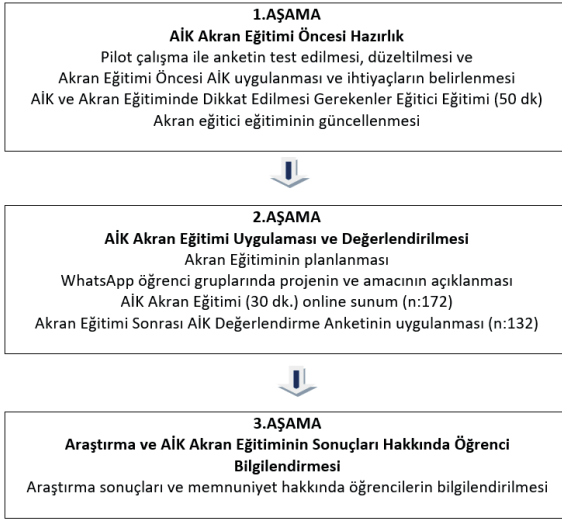 1.AŞAMA
AİK Akran Eğitimi Öncesi Hazırlık
Pilot çalışma ile anketin test edilmesi, düzeltilmesi ve
Akran Eğitimi Öncesi AİK uygulanması ve ihtiyaçların belirlenmesi
AİK ve Akran Eğitiminde Dikkat Edilmesi Gerekenler Eğitici Eğitimi (50 dk)
Akran eğitici eğitiminin güncellenmesi
2.AŞAMA
AİK Akran Eğitimi Uygulaması ve Değerlendirilmesi
Akran Eğitiminin planlanması
WhatsApp öğrenci gruplarında projenin ve amacının açıklanması
AİK Akran Eğitimi (30 dk.) online sunum (n:172)
Akran Eğitimi Sonrası AİK Değerlendirme Anketinin uygulanması (n:132)
3.AŞAMA
Araştırma ve AİK Akran Eğitiminin Sonuçları Hakkında Öğrenci
Bilgilendirmesi
Araştırma sonuçları ve memnuniyet hakkında öğrencilerin bilgilendirilmesi